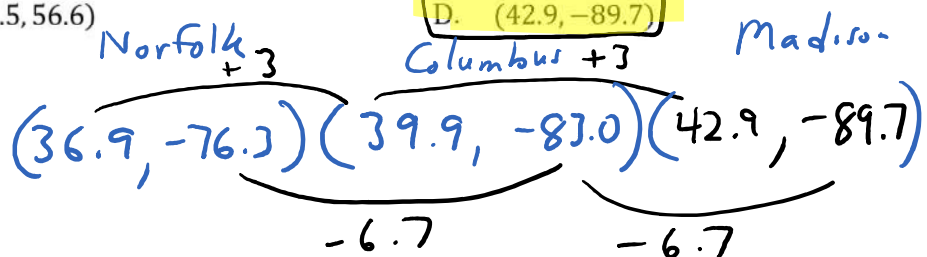 .5, 56.6)
D. (42.9, −89.7)
Norfolk Columbus Madison
+3 +3
(36.9, -76.3) (39.9, -83.0) (42.9, -89.7)
-6.7 -6.7